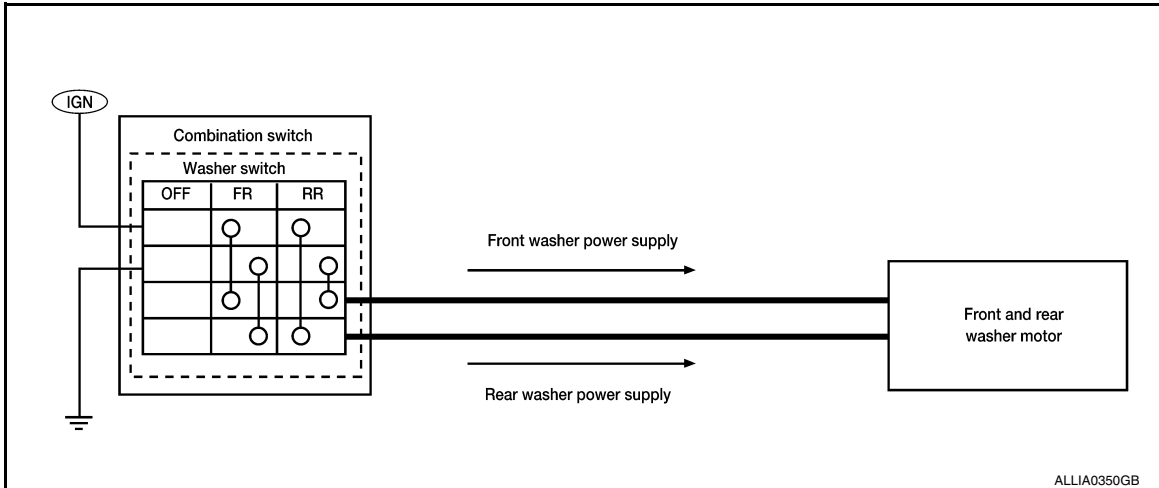 IGN
Combination switch
Washer switch
OFF FR RR
Front washer power supply
Front and rear
washer motor
Rear washer power supply
ALLIA0350GB